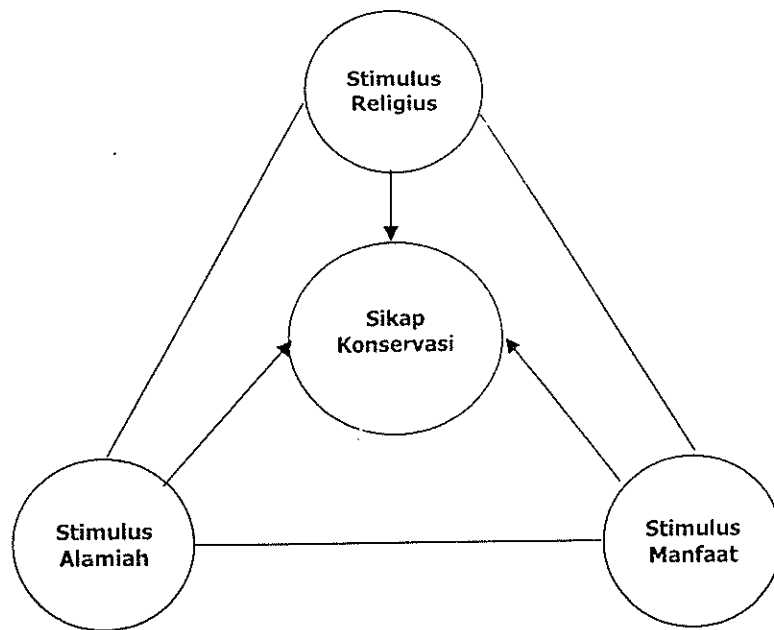 Stimulus
Religius
Sikap
Konservasi
Stimulus
Alamiah
Stimulus
Manfaat